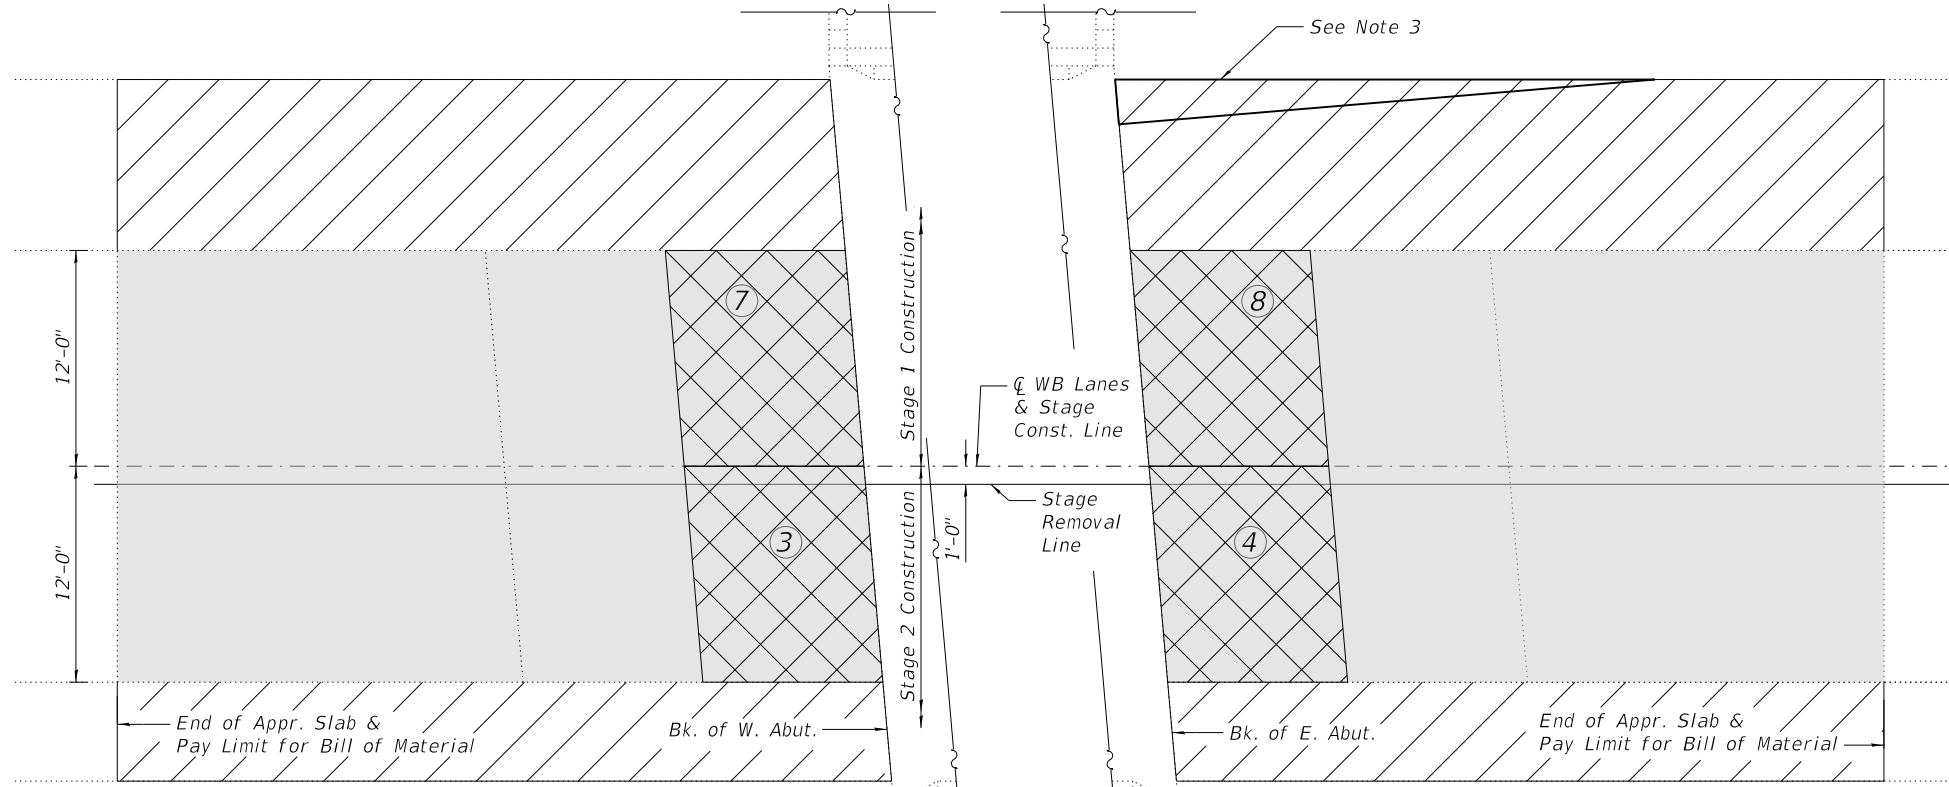 See Note 3
7
8
12'-0"
Stage 1 Construction
℄ WB Lanes
& Stage
Const. Line
Stage
Removal
Line
1'-0"
3
4
12'-0"
Stage 2 Construction
End of Appr. Slab &
Pay Limit for Bill of Material
Bk. of W. Abut.
Bk. of E. Abut.
End of Appr. Slab &
Pay Limit for Bill of Material